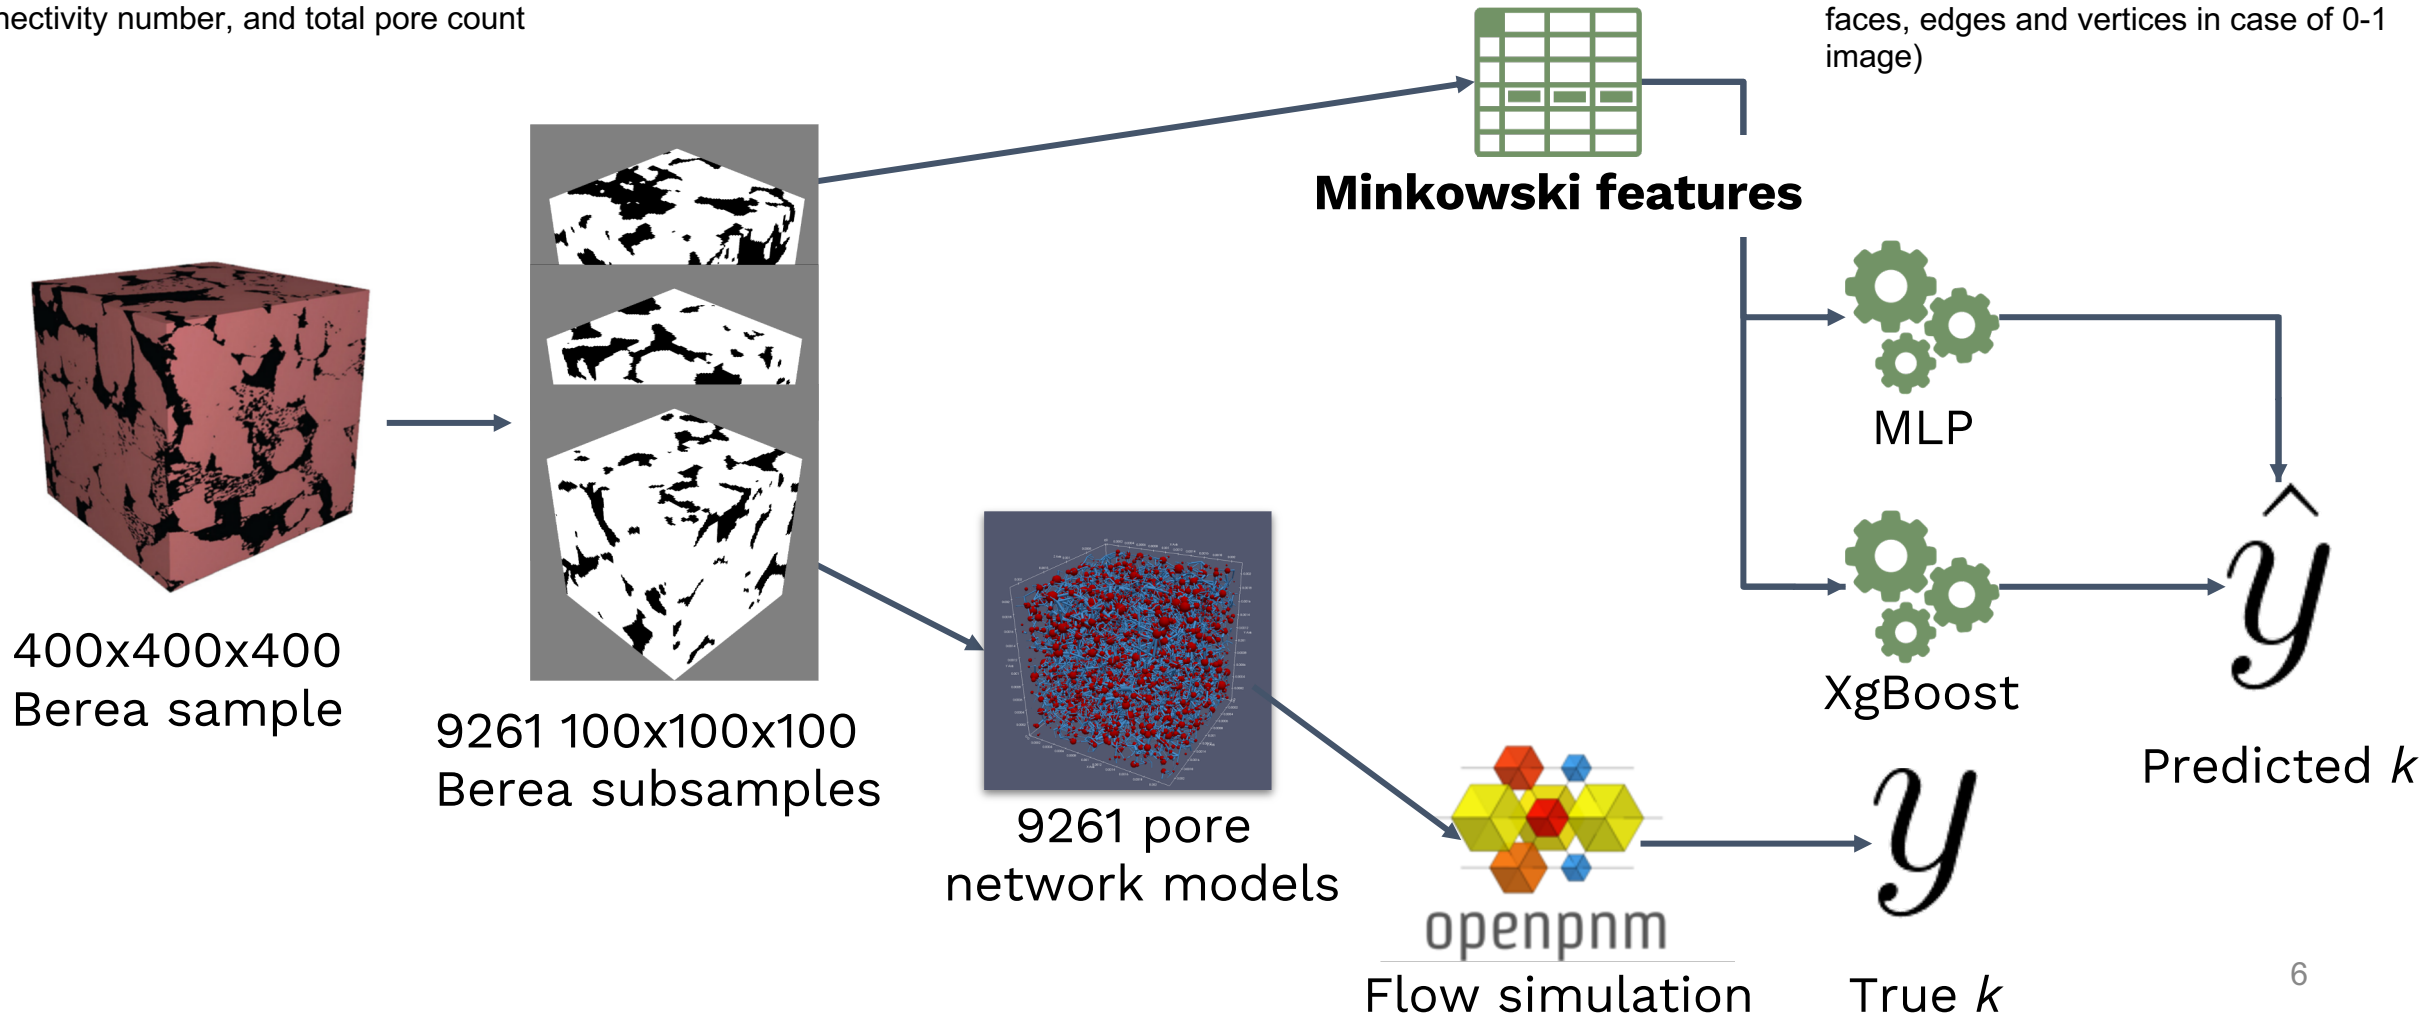 nectivity number, and total pore count
faces, edges and vertices in case of 0-1
image)
Minkowski features
MLP
400x400x400
Berea sample
9261 100x100x100
Berea subsamples
XgBoost
ŷ
Predicted k
9261 pore
network models
y
openpnm
Flow simulation
True k
6